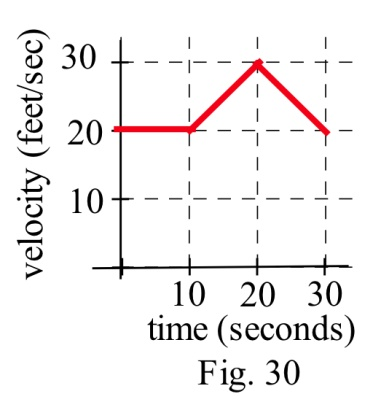 velocity (feet/sec)
30
20
10
10 20 30
time (seconds)
Fig. 30